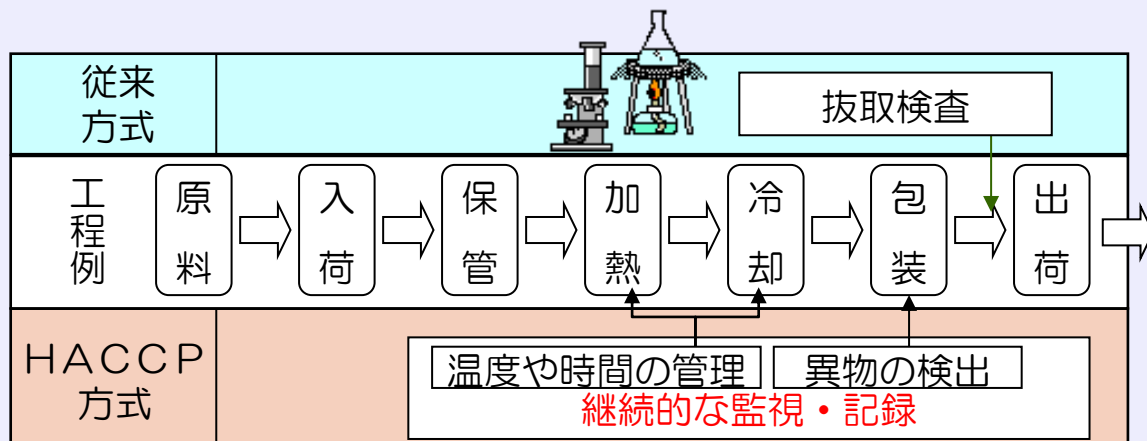 従来
方式
抜取検査
工程例
原料
入荷
保管
加熱
冷却
包装
出荷
ＨＡＣＣＰ
方式
温度や時間の管理
異物の検出
継続的な監視・記録